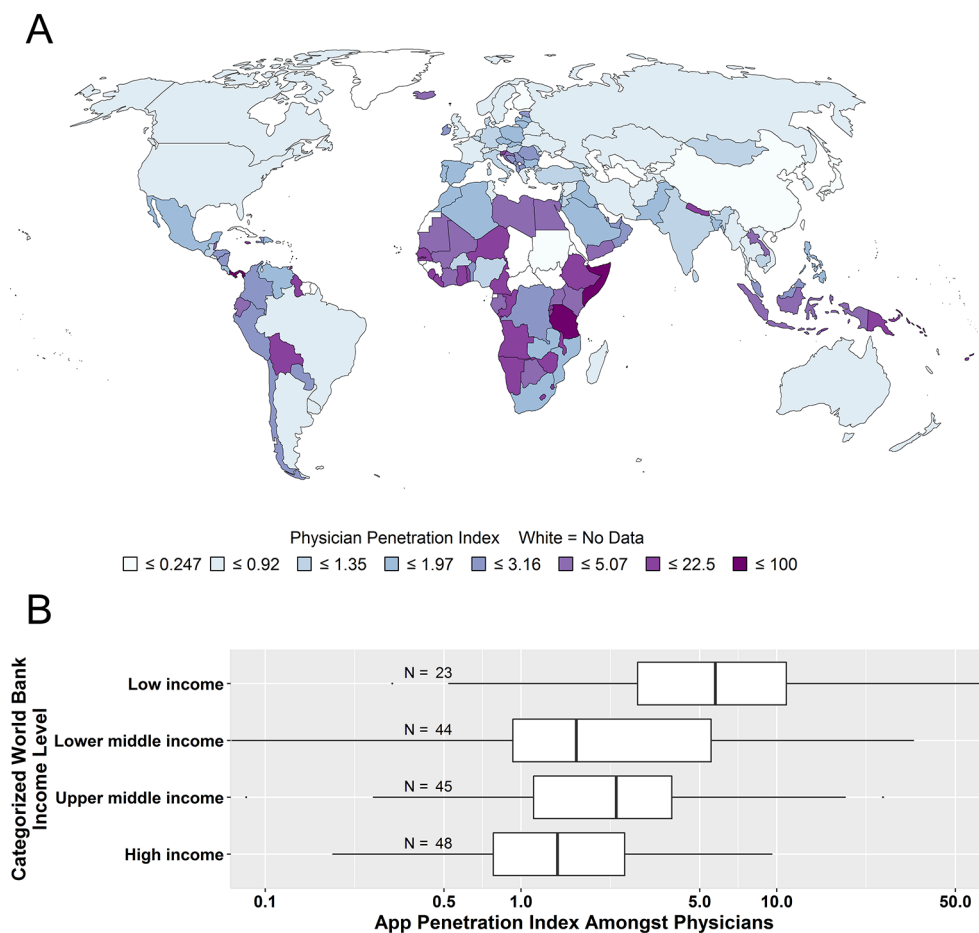 A
Physician Penetration Index White = No Data
≤ 0.247 ≤ 0.92 ≤ 1.35 ≤ 1.97 ≤ 3.16 ≤ 5.07 ≤ 22.5 ≤ 100
B
Categorized World Bank
Income Level
Low income N = 23
Lower middle income N = 44
Upper middle income N = 45
High income N = 48
0.1 0.5 1.0 5.0 10.0 50.0
App Penetration Index Amongst Physicians